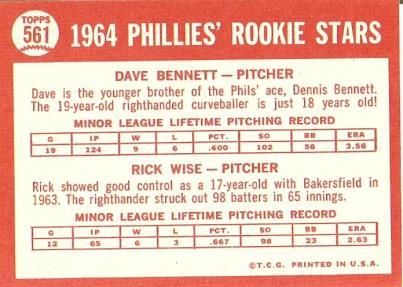 TOPPS
561
1964 PHILLIES' ROOKIE STARS
DAVE BENNETT — PITCHER
Dave is the younger brother of the Phils' ace, Dennis Bennett.
The 19-year-old righthanded curveballer is just 18 years old!
MINOR LEAGUE LIFETIME PITCHING RECORD
G IP W L PCT. SO BB ERA
19 124 9 6 .600 102 56 3.56
RICK WISE — PITCHER
Rick showed good control as a 17-year-old with Bakersfield in
1963. The righthander struck out 98 batters in 65 innings.
MINOR LEAGUE LIFETIME PITCHING RECORD
G IP W L PCT. SO BB ERA
12 65 6 3 .667 98 23 2.63
©T.C.G. PRINTED IN U.S.A.